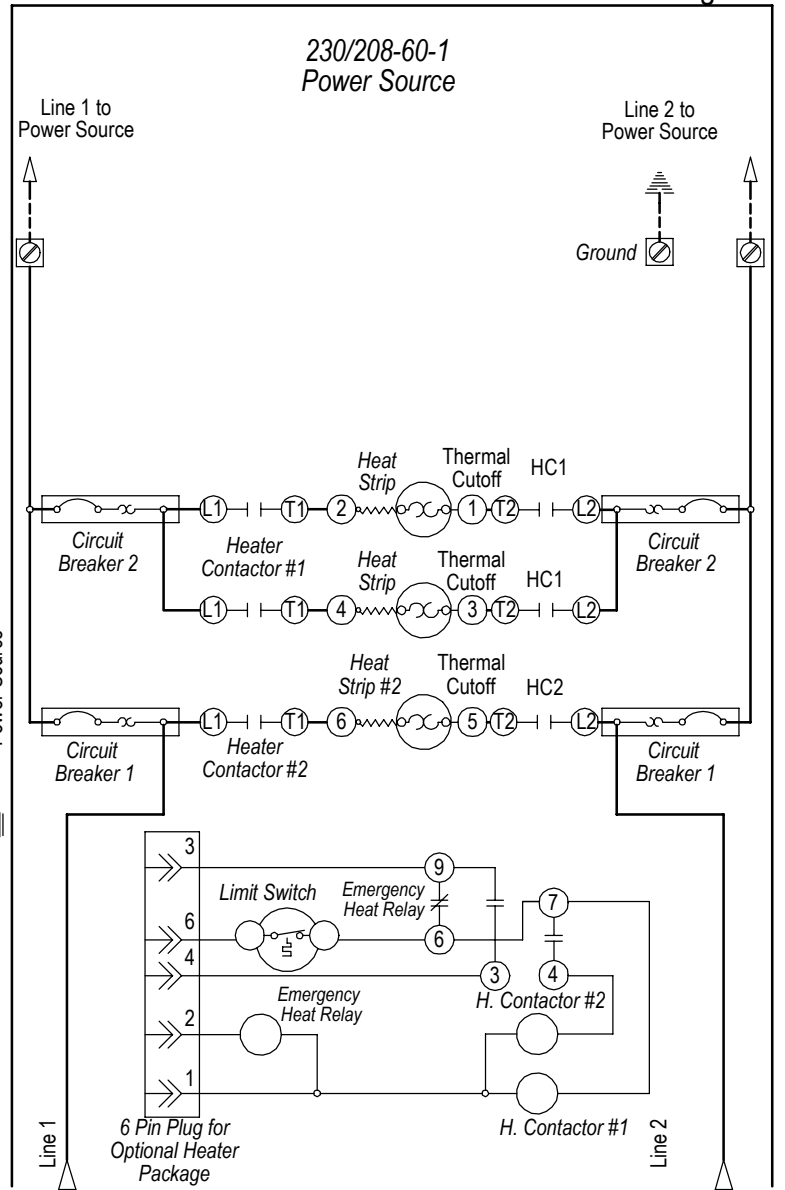 230/208-60-1
Power Source
Line 1 to
Power Source
Line 2 to
Power Source
Ground
Heat
Strip
Thermal
Cutoff
HC1
L1
T1
2
1
T2
L2
Circuit
Breaker 2
Heater
Contactor #1
Circuit
Breaker 2
Heat
Strip
Thermal
Cutoff
HC1
L1
T1
4
3
T2
L2
Heat
Strip #2
Thermal
Cutoff
HC2
L1
T1
6
5
T2
L2
Circuit
Breaker 1
Heater
Contactor #2
Circuit
Breaker 1
3
9
Limit Switch
Emergency
Heat Relay
7
6
6
4
3
4
H. Contactor #2
Emergency
Heat Relay
2
1
6 Pin Plug for
Optional Heater
Package
H. Contactor #1
Line 1
Line 2